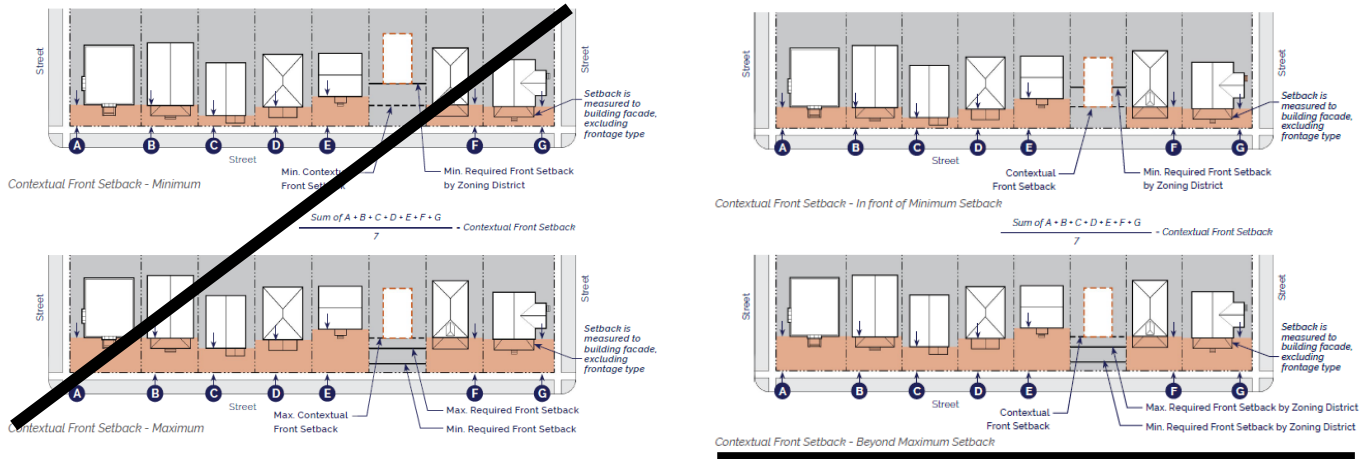 Street
Street
Setback is
measured to
building facade,
excluding
frontage type
A B C D E F G
Street
Min. Contextual
Front Setback
Min. Required Front Setback
by Zoning District
Contextual Front Setback - Minimum
Sum of A + B + C + D + E + F + G
7
= Contextual Front Setback
Street
Street
Setback is
measured to
building facade,
excluding
frontage type
A B C D E F G
Street
Max. Contextual
Front Setback
Max. Required Front Setback
Min. Required Front Setback
Contextual Front Setback - Maximum
Street
Street
Setback is
measured to
building facade,
excluding
frontage type
A B C D E F G
Street
Contextual
Front Setback
Min. Required Front Setback
by Zoning District
Contextual Front Setback - In front of Minimum Setback
Sum of A + B + C + D + E + F + G
7
= Contextual Front Setback
Street
Street
Setback is
measured to
building facade,
excluding
frontage type
A B C D E F G
Street
Contextual
Front Setback
Max. Required Front Setback by Zoning District
Min. Required Front Setback by Zoning District
Contextual Front Setback - Beyond Maximum Setback